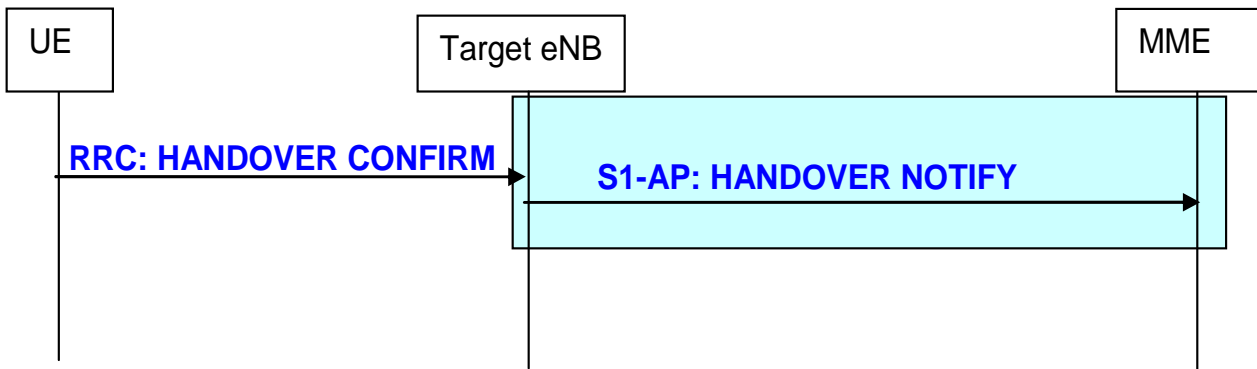 UE
Target eNB
MME
RRC: HANDOVER CONFIRM
S1-AP: HANDOVER NOTIFY